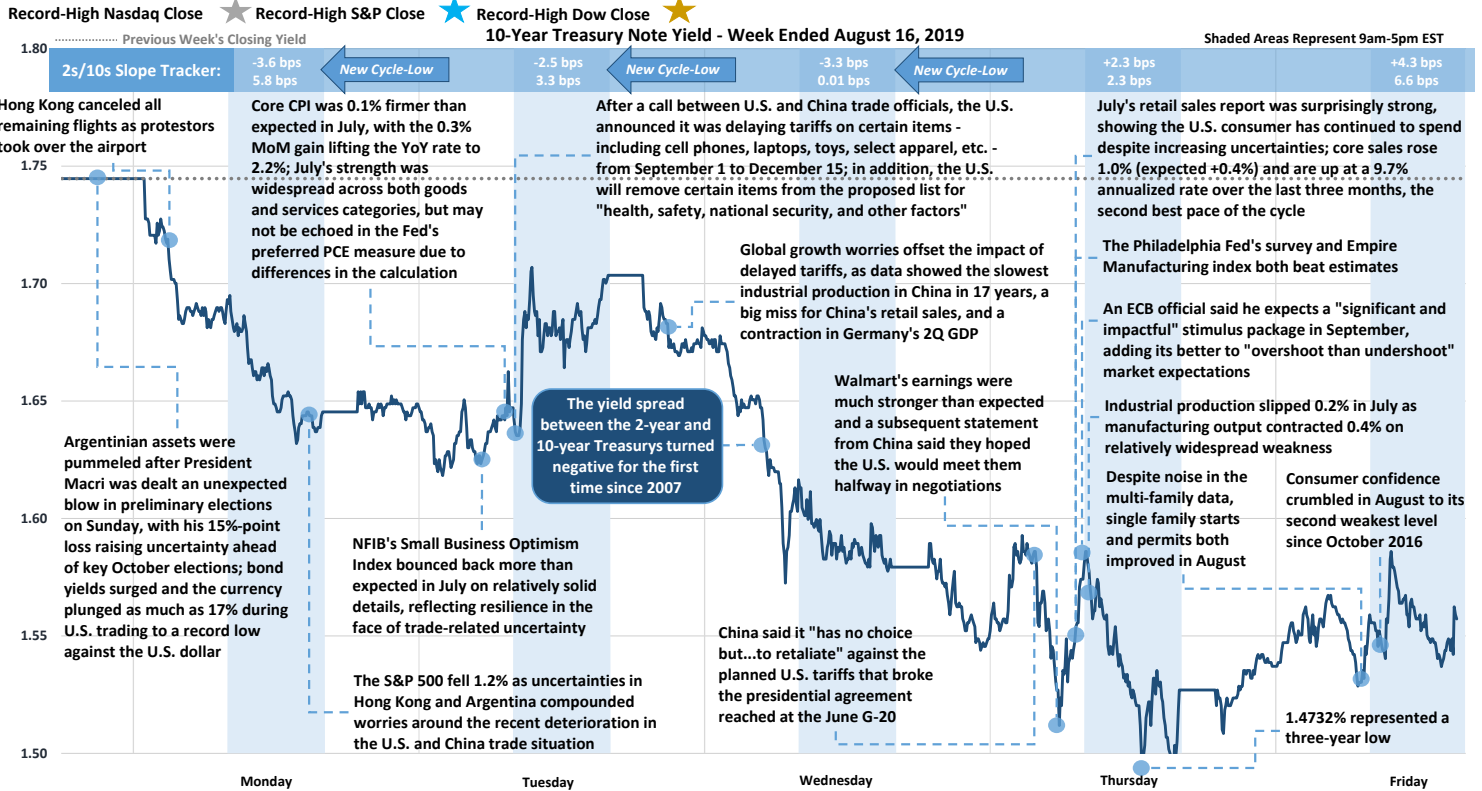 Record-High Nasdaq Close
Record-High S&P Close
Record-High Dow Close
Previous Week's Closing Yield
10-Year Treasury Note Yield - Week Ended August 16, 2019
Shaded Areas Represent 9am-5pm EST
2s/10s Slope Tracker:
-3.6 bps
5.8 bps
New Cycle-Low
-2.5 bps
3.3 bps
New Cycle-Low
-3.3 bps
0.01 bps
New Cycle-Low
+2.3 bps
2.3 bps
+4.3 bps
6.6 bps
1.80
1.75
1.70
1.65
1.60
1.55
1.50
Hong Kong canceled all
remaining flights as protestors
took over the airport
Argentinian assets were
pummeled after President
Macri was dealt an unexpected
blow in preliminary elections
on Sunday, with his 15%-point
loss raising uncertainty ahead
of key October elections; bond
yields surged and the currency
plunged as much as 17% during
U.S. trading to a record low
against the U.S. dollar
Core CPI was 0.1% firmer than
expected in July, with the 0.3%
MoM gain lifting the YoY rate to
2.2%; July's strength was
widespread across both goods
and services categories, but may
not be echoed in the Fed's
preferred PCE measure due to
differences in the calculation
NFIB's Small Business Optimism
Index bounced back more than
expected in July on relatively solid
details, reflecting resilience in the
face of trade-related uncertainty
The S&P 500 fell 1.2% as uncertainties in
Hong Kong and Argentina compounded
worries around the recent deterioration in
the U.S. and China trade situation
After a call between U.S. and China trade officials, the U.S.
announced it was delaying tariffs on certain items -
including cell phones, laptops, toys, select apparel, etc. -
from September 1 to December 15; in addition, the U.S.
will remove certain items from the proposed list for
"health, safety, national security, and other factors"
Global growth worries offset the impact of
delayed tariffs, as data showed the slowest
industrial production in China in 17 years, a
big miss for China's retail sales, and a
contraction in Germany's 2Q GDP
The yield spread
between the 2-year and
10-year Treasurys turned
negative for the first
time since 2007
Walmart's earnings were
much stronger than expected
and a subsequent statement
from China said they hoped
the U.S. would meet them
halfway in negotiations
China said it "has no choice
but...to retaliate" against the
planned U.S. tariffs that broke
the presidential agreement
reached at the June G-20
July's retail sales report was surprisingly strong,
showing the U.S. consumer has continued to spend
despite increasing uncertainties; core sales rose
1.0% (expected +0.4%) and are up at a 9.7%
annualized rate over the last three months, the
second best pace of the cycle
The Philadelphia Fed's survey and Empire
Manufacturing index both beat estimates
An ECB official said he expects a "significant and
impactful" stimulus package in September,
adding its better to "overshoot than undershoot"
market expectations
Industrial production slipped 0.2% in July as
manufacturing output contracted 0.4% on
relatively widespread weakness
Despite noise in the
multi-family data,
single family starts
and permits both
improved in August
Consumer confidence
crumbled in August to its
second weakest level
since October 2016
1.4732% represented a
three-year low
Monday
Tuesday
Wednesday
Thursday
Friday